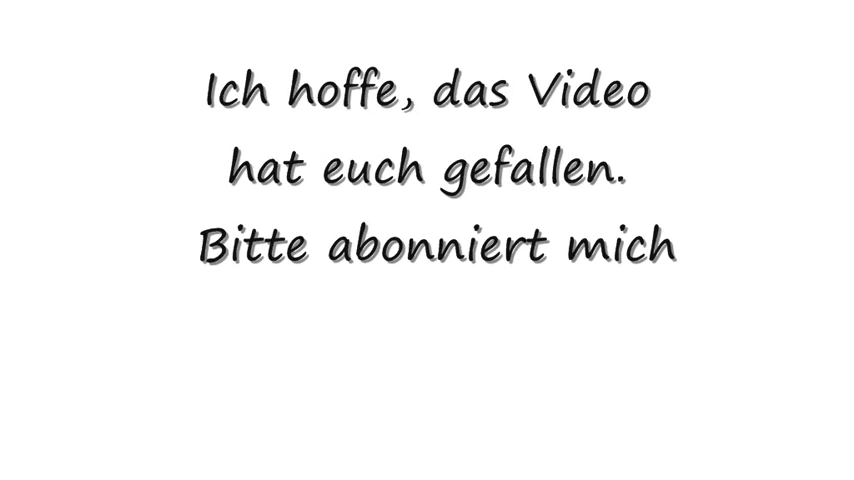 Ich hoffe, das Video
hat euch gefallen.
Bitte abonniert mich